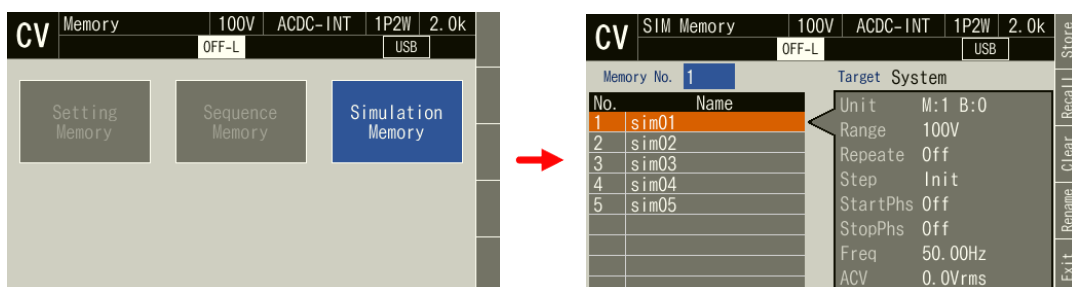 CV Memory 100V ACDC-INT 1P2W 2.0k
OFF-L USB
Setting
Memory
Sequence
Memory
Simulation
Memory
CV SIM Memory 100V ACDC-INT 1P2W 2.0k
OFF-L USB
Memory No. 1 Target System
No. Name
1 sim01
2 sim02
3 sim03
4 sim04
5 sim05
Unit M:1 B:0
Range 100V
Repeate Off
Step Init
StartPhs Off
StopPhs Off
Freq 50.00Hz
ACV 0.0Vrms
Store
Recall
Clear
Rename
Exit